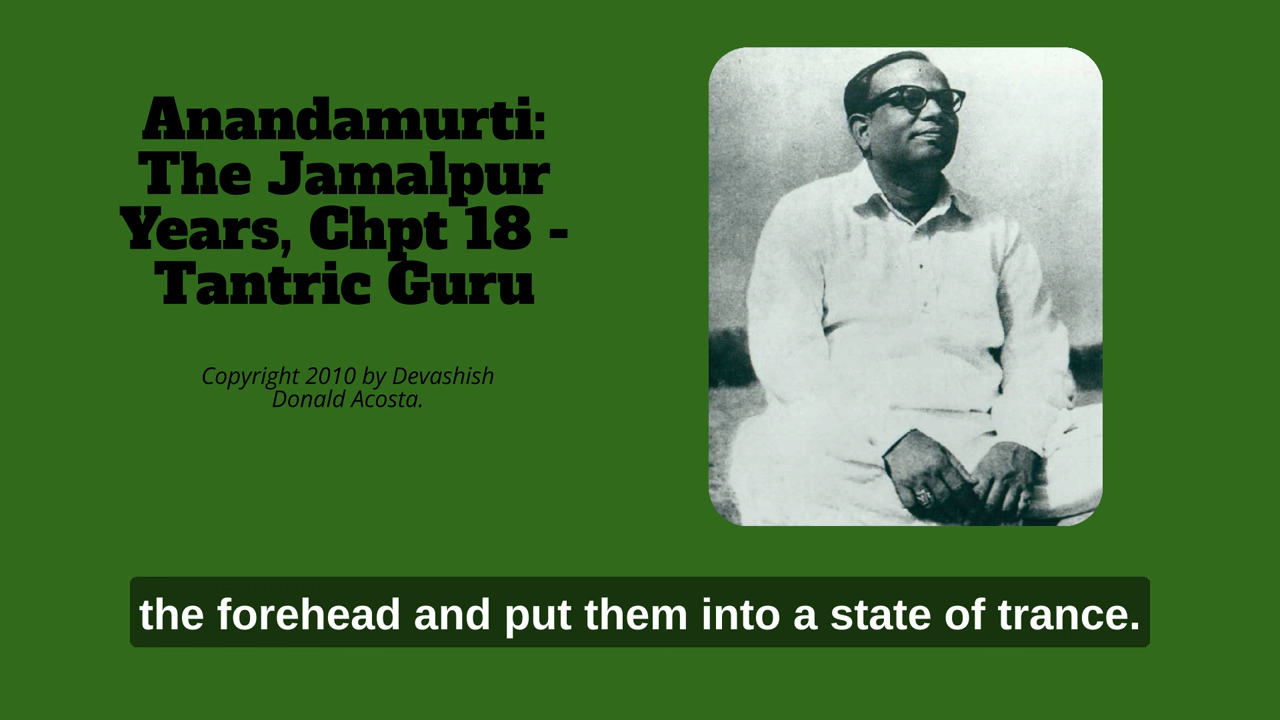 Anandamurti:
The Jamalpur
Years, Chpt 18 -
Tantric Guru
Copyright 2010 by Devashish
Donald Acosta.
the forehead and put them into a state of trance.